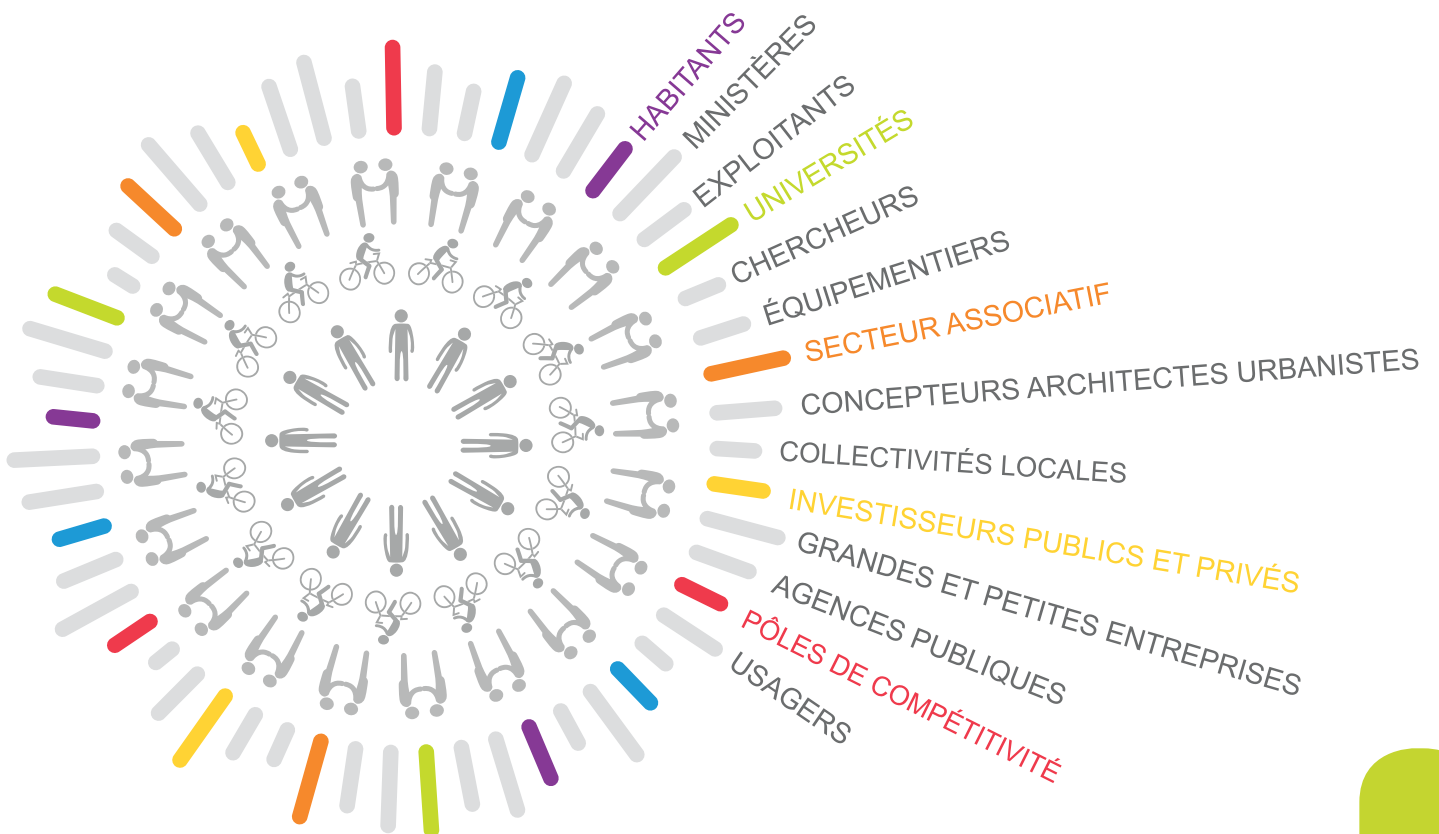 HABITANTS
MINISTÈRES
EXPLOITANTS
UNIVERSITÉS
CHERCHEURS
ÉQUIPEMENTIERS
SECTEUR ASSOCIATIF
CONCEPTEURS ARCHITECTES URBANISTES
COLLECTIVITÉS LOCALES
INVESTISSEURS PUBLICS ET PRIVÉS
GRANDES ET PETITES ENTREPRISES
AGENCES PUBLIQUES
PÔLES DE COMPÉTITIVITÉ
USAGERS